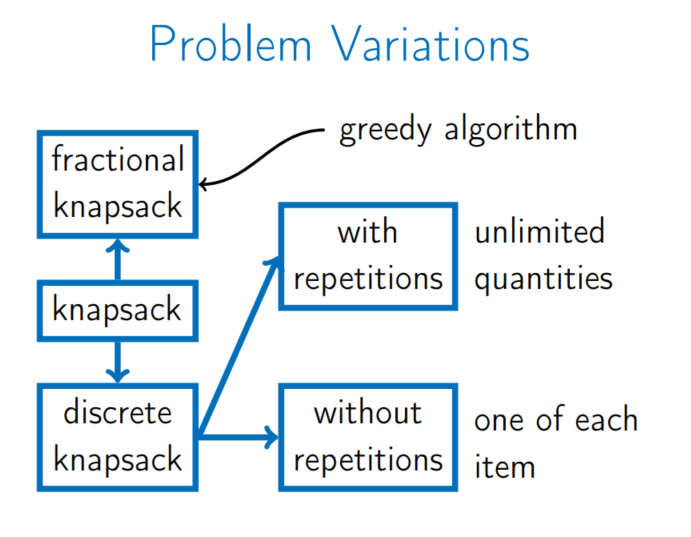 Problem Variations
greedy algorithm
fractional
knapsack
with
repetitions
unlimited
quantities
knapsack
discrete
knapsack
without
repetitions
one of each
item